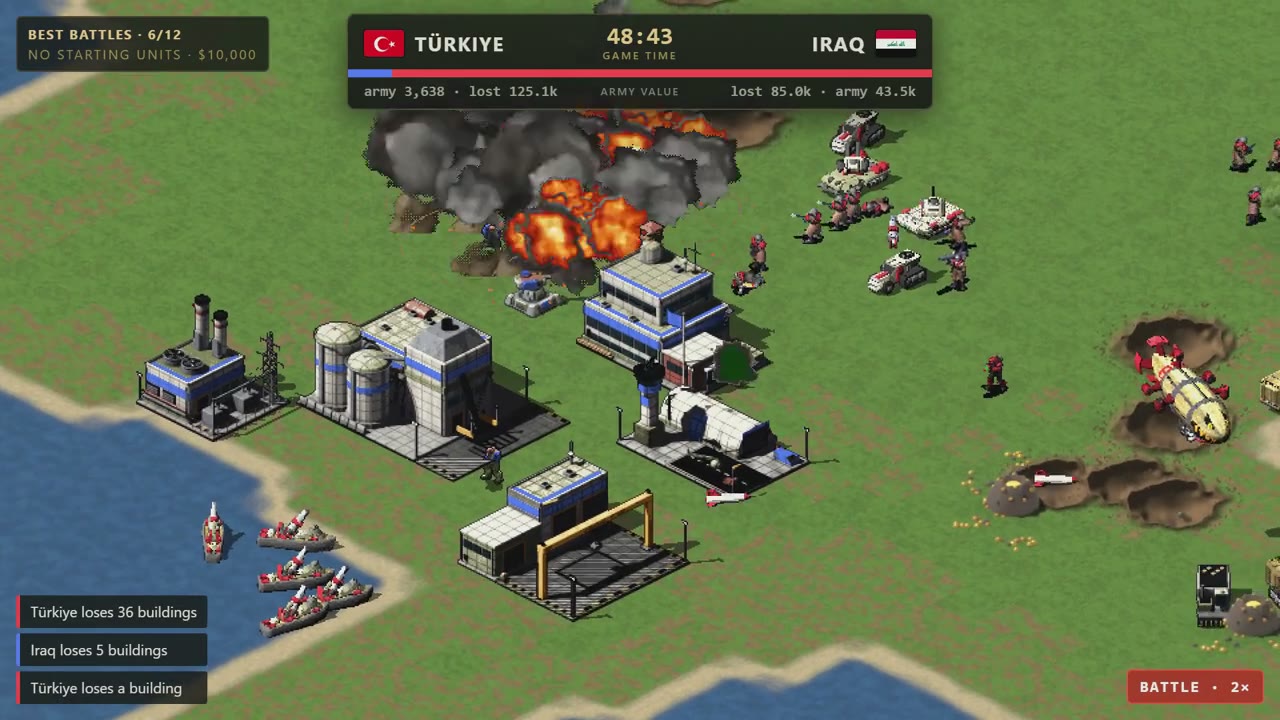 BEST BATTLES · 6/12
NO STARTING UNITS · $10,000
TÜRKIYE
48:43
GAME TIME
IRAQ
army 3,638 · lost 125.1k
ARMY VALUE
lost 85.0k · army 43.5k
Türkiye loses 36 buildings
Iraq loses 5 buildings
Türkiye loses a building
BATTLE · 2×